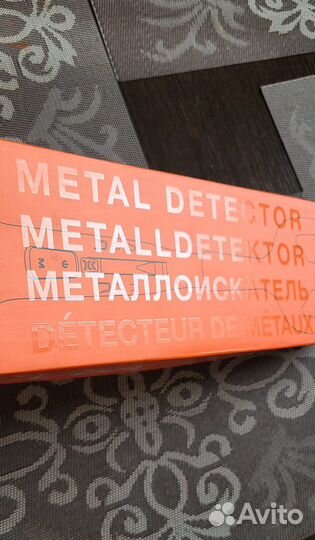 METAL DETECTOR
METALLDETEKTOR
МЕТАЛЛОИСКАТЕЛЬ
DÉTECTEUR DE MÉTAUX
Avito